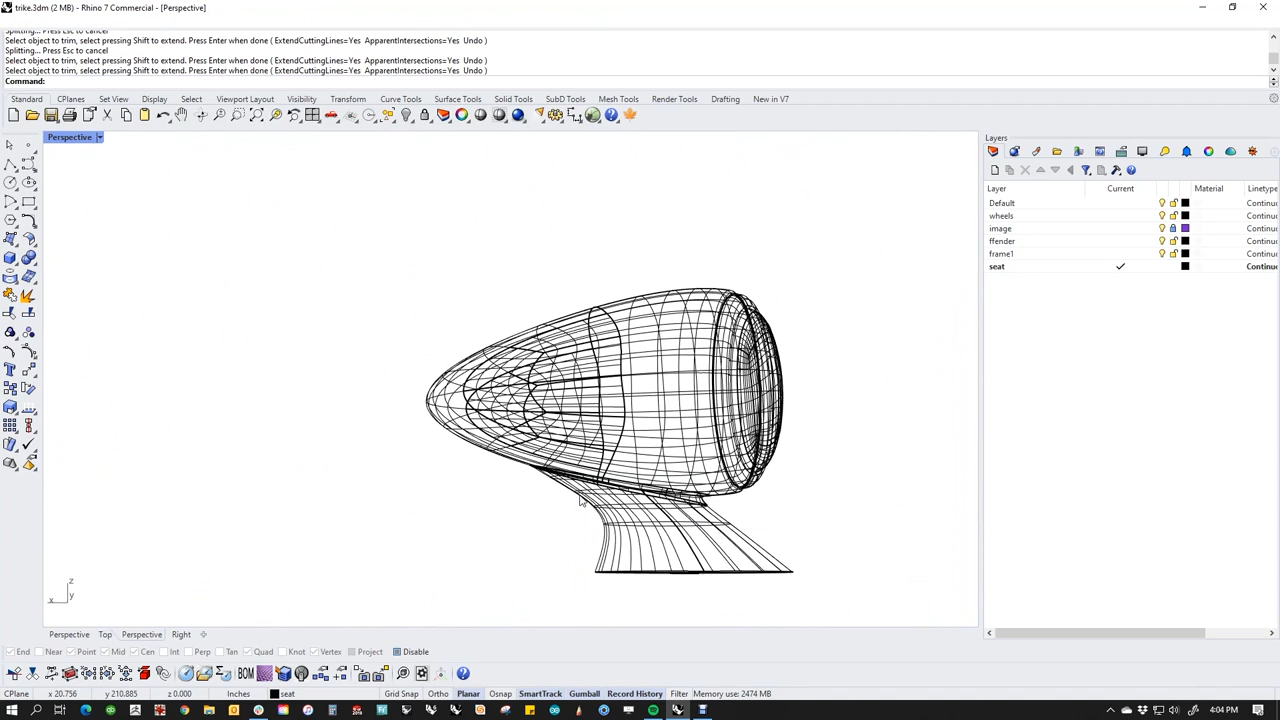 trike.3dm (2 MB) - Rhino 7 Commercial - [Perspective]
Splitting... Press Esc to cancel
Select object to trim, select pressing Shift to extend. Press Enter when done ( ExtendCuttingLines=Yes ApparentIntersections=Yes Undo )
Splitting... Press Esc to cancel
Select object to trim, select pressing Shift to extend. Press Enter when done ( ExtendCuttingLines=Yes ApparentIntersections=Yes Undo )
Select object to trim, select pressing Shift to extend. Press Enter when done ( ExtendCuttingLines=Yes ApparentIntersections=Yes Undo )
Command:
Standard CPlanes Set View Display Select Viewport Layout Visibility Transform Curve Tools Surface Tools Solid Tools SubD Tools Mesh Tools Render Tools Drafting New in V7
Perspective
Layers
Layer Current Material Linetype
Default Continuo
wheels Continuo
image Continuo
ffender Continuo
frame1 Continuo
seat Continuo
z
x y
Perspective Top Perspective Right
End Near Point Mid Cen Int Perp Tan Quad Knot Vertex Project Disable
BOM
CPlane x 20.756 y 210.885 z 0.000 Inches seat Grid Snap Ortho Planar Osnap SmartTrack Gumball Record History Filter Memory use: 2474 MB
4:04 PM